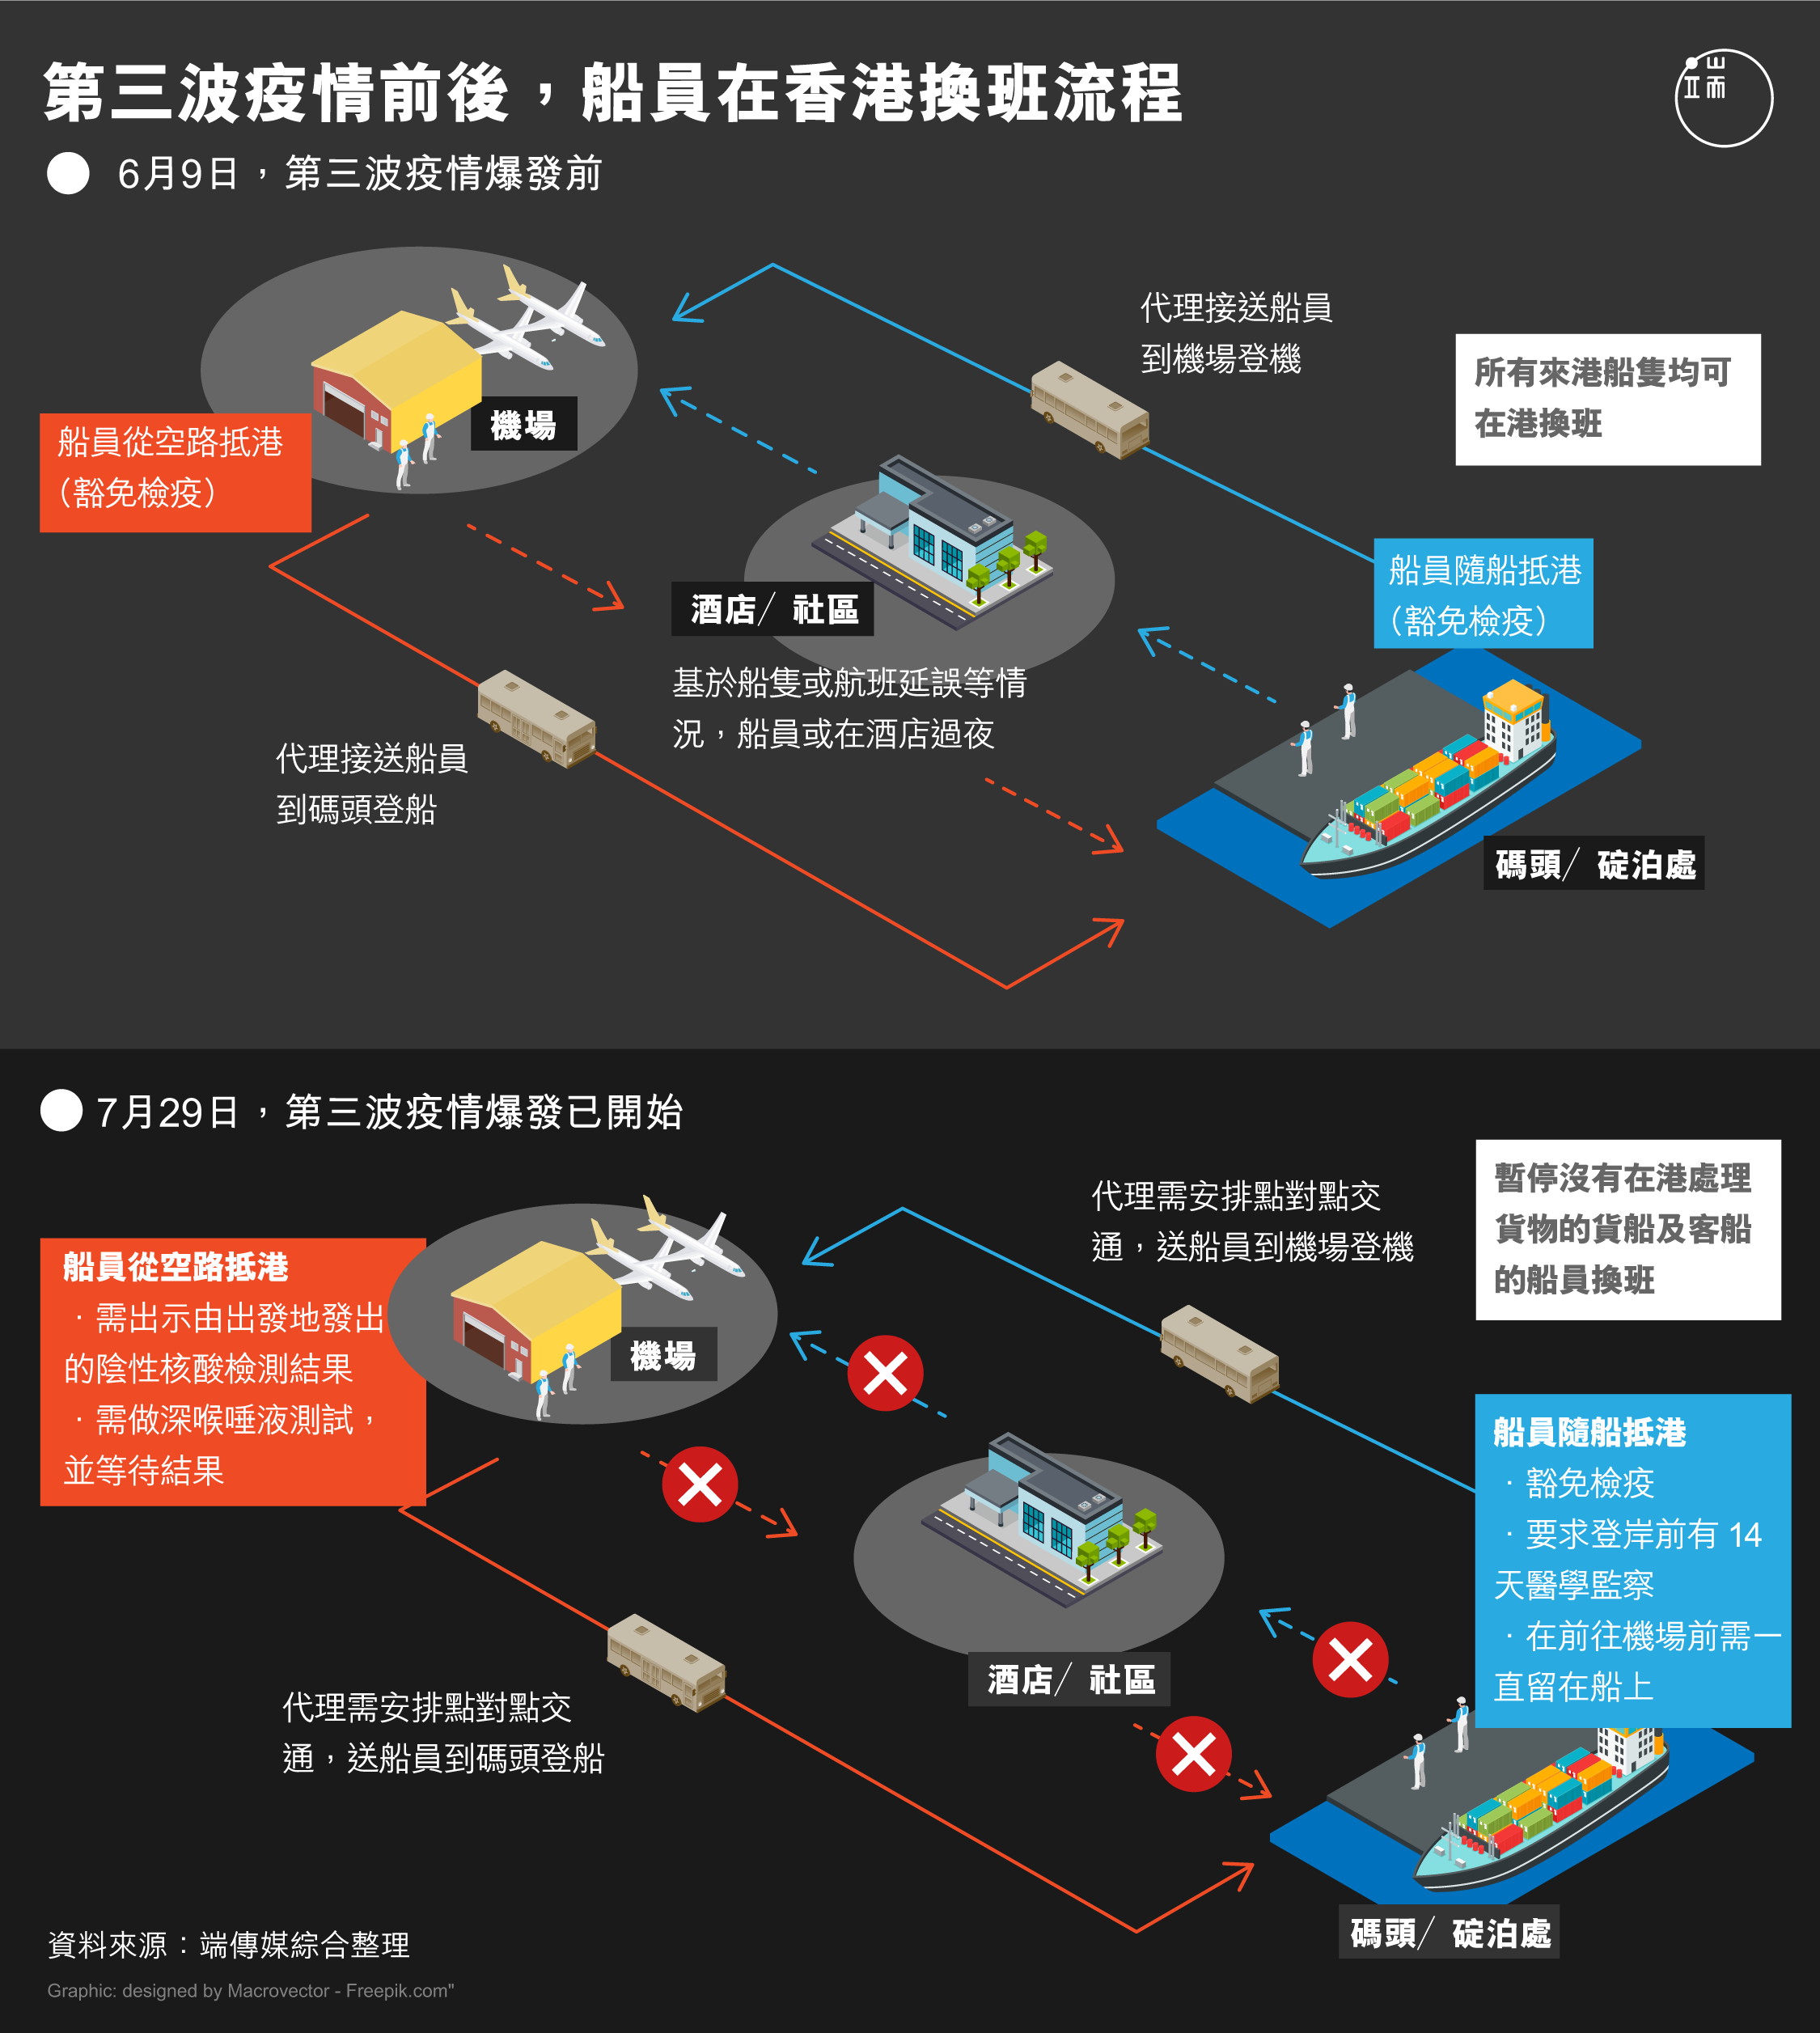 第三波疫情前後，船員在香港換班流程
端
6月9日，第三波疫情爆發前
代理接送船員
到機場登機
所有來港船隻均可
在港換班
機場
船員從空路抵港
（豁免檢疫）
船員隨船抵港
（豁免檢疫）
酒店/ 社區
基於船隻或航班延誤等情
況，船員或在酒店過夜
代理接送船員
到碼頭登船
碼頭/ 碇泊處
7月29日，第三波疫情爆發已開始
代理需安排點對點交
通，送船員到機場登機
暫停沒有在港處理
貨物的貨船及客船
的船員換班
船員從空路抵港
．需出示由出發地發出
的陰性核酸檢測結果
．需做深喉唾液測試，
並等待結果
機場
船員隨船抵港
．豁免檢疫
．要求登岸前有 14
天醫學監察
．在前往機場前需一
直留在船上
酒店/ 社區
代理需安排點對點交
通，送船員到碼頭登船
碼頭/ 碇泊處
資料來源：端傳媒綜合整理
Graphic: designed by Macrovector - Freepik.com"